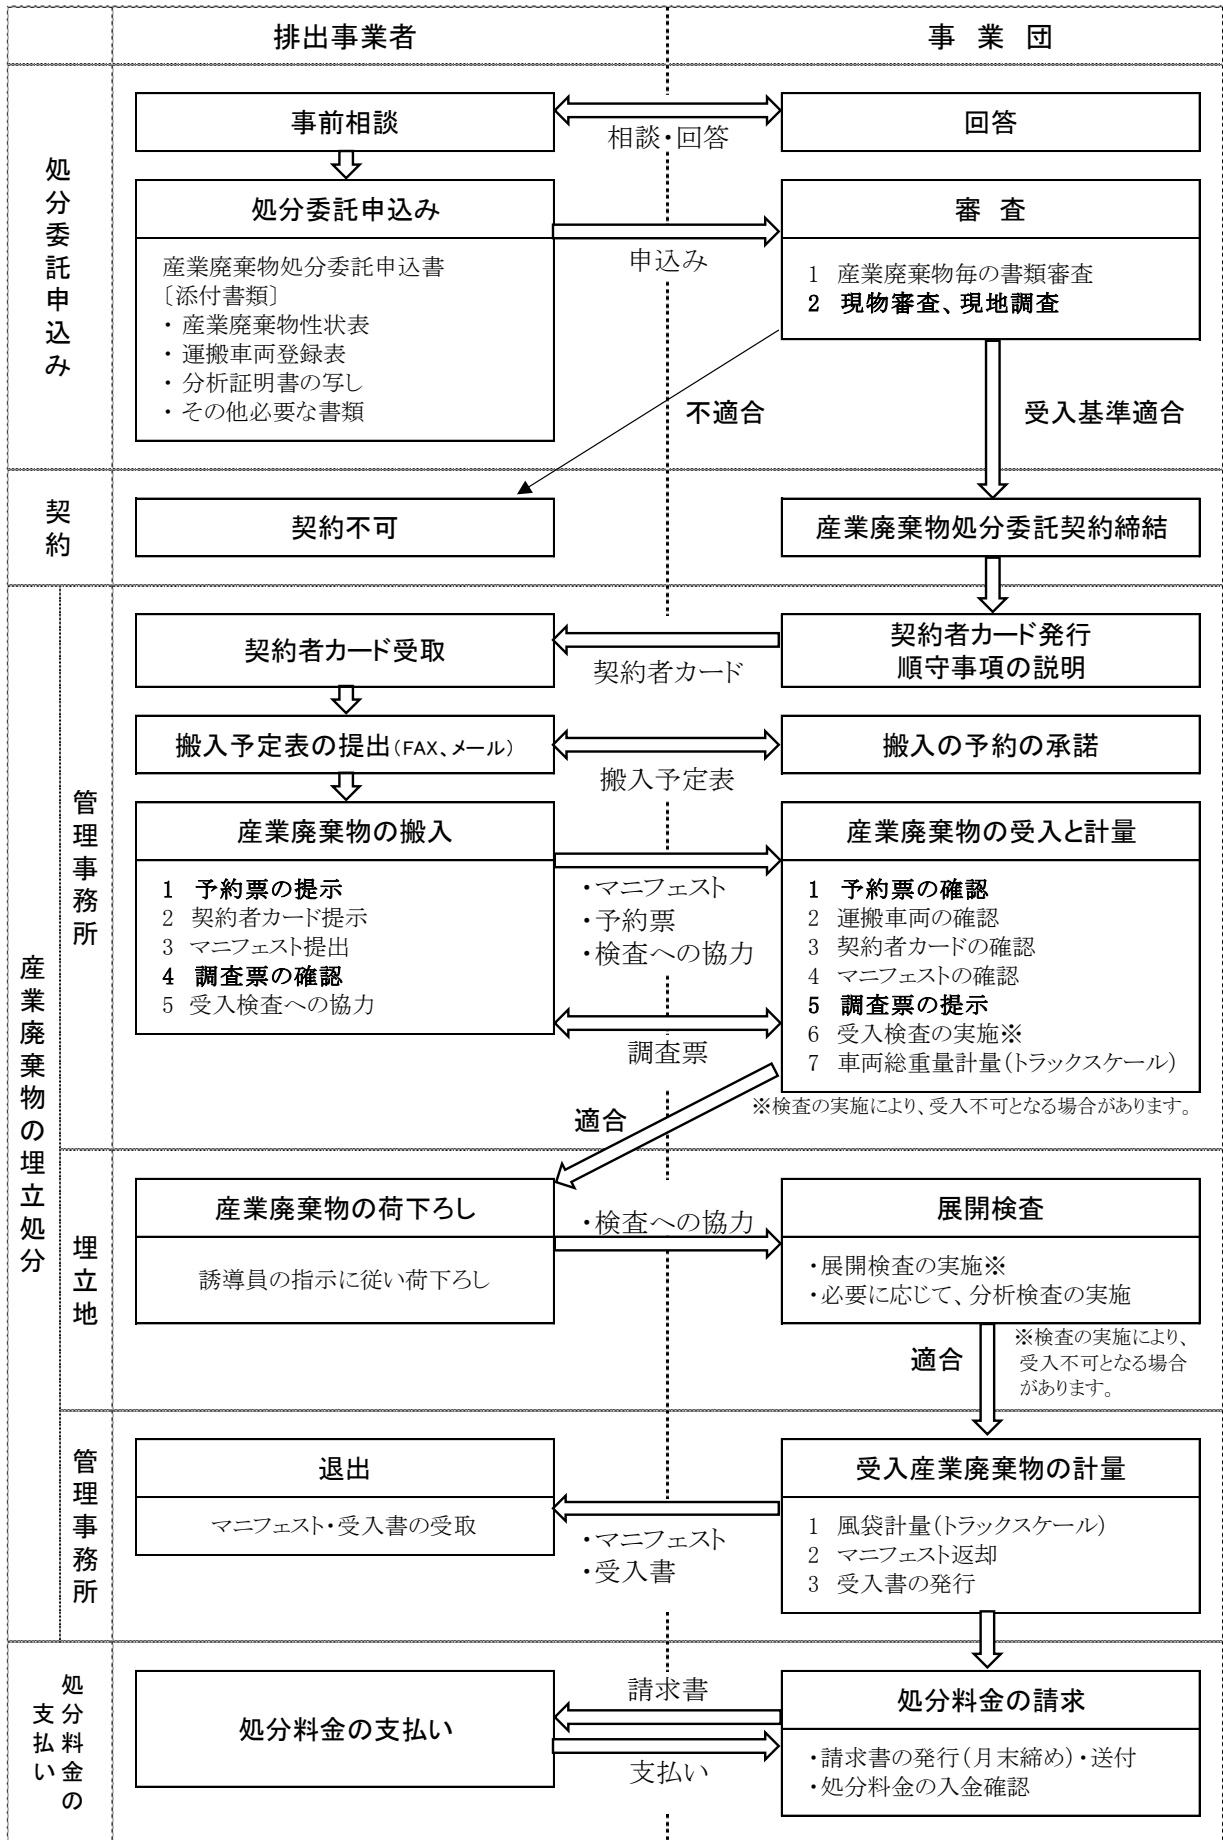 排出事業者
事 業 団
処分委託申込み
事前相談
相談・回答
回答
処分委託申込み
産業廃棄物処分委託申込書
〔添付書類〕
・ 産業廃棄物性状表
・ 運搬車両登録表
・ 分析証明書の写し
・ その他必要な書類
申込み
審 査
1 産業廃棄物毎の書類審査
2 現物審査、現地調査
不適合
受入基準適合
契約
契約不可
産業廃棄物処分委託契約締結
産業廃棄物の埋立処分
管理事務所
契約者カード受取
契約者カード
契約者カード発行
順守事項の説明
搬入予定表の提出(FAX、メール)
搬入予定表
搬入の予約の承諾
産業廃棄物の搬入
1 予約票の提示
2 契約者カード提示
3 マニフェスト提出
4 調査票の確認
5 受入検査への協力
・マニフェスト
・予約票
・検査への協力
調査票
産業廃棄物の受入と計量
1 予約票の確認
2 運搬車両の確認
3 契約者カードの確認
4 マニフェストの確認
5 調査票の提示
6 受入検査の実施※
7 車両総重量計量(トラックスケール)
※検査の実施により、受入不可となる場合があります。
適合
埋立地
産業廃棄物の荷下ろし
誘導員の指示に従い荷下ろし
・検査への協力
展開検査
・展開検査の実施※
・必要に応じて、分析検査の実施
適合
※検査の実施により、
受入不可となる場合
があります。
管理事務所
退出
マニフェスト・受入書の受取
・マニフェスト
・受入書
受入産業廃棄物の計量
1 風袋計量(トラックスケール)
2 マニフェスト返却
3 受入書の発行
処分料金の
支払い
処分料金の支払い
請求書
支払い
処分料金の請求
・請求書の発行(月末締め)・送付
・処分料金の入金確認